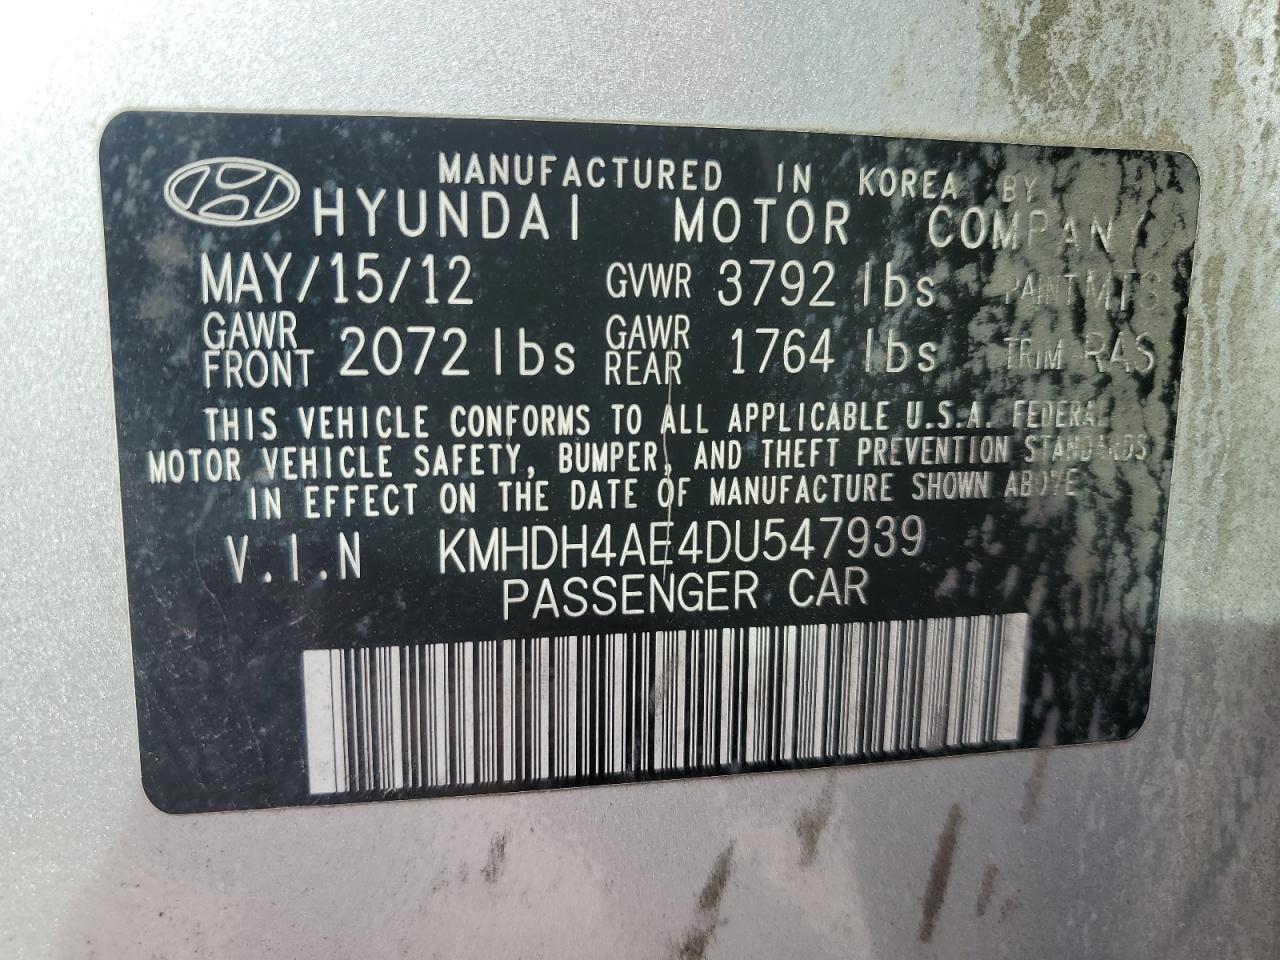 MANUFACTURED IN KOREA BY
HYUNDAI MOTOR COMPANY
MAY/15/12 GVWR 3792 lbs PAINT MTS
GAWR FRONT 2072 lbs GAWR REAR 1764 lbs TRIM RAS
THIS VEHICLE CONFORMS TO ALL APPLICABLE U.S.A. FEDERAL
MOTOR VEHICLE SAFETY, BUMPER, AND THEFT PREVENTION STANDARDS
IN EFFECT ON THE DATE OF MANUFACTURE SHOWN ABOVE
V.I.N KMHDH4AE4DU547939
PASSENGER CAR